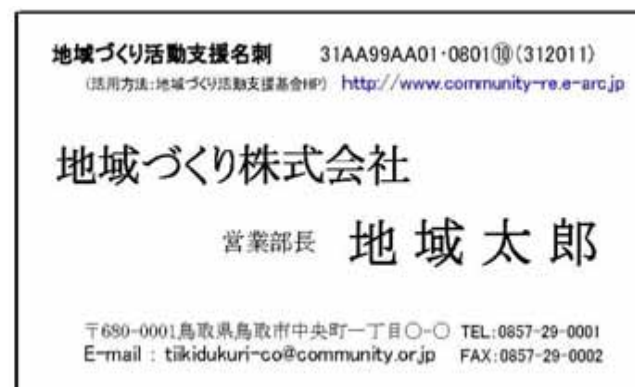 地域づくり活動支援名刺 31AA99AA01・0801⑩(312011)
(活用方法:地域づくり活動支援基金HP) http://www.community-re.e-arc.jp
地域づくり株式会社
営業部長 地域太郎
〒680-0001鳥取県鳥取市中央町一丁目○-○ TEL:0857-29-0001
E-mail : tiikidukuri-co@community.or.jp FAX:0857-29-0002